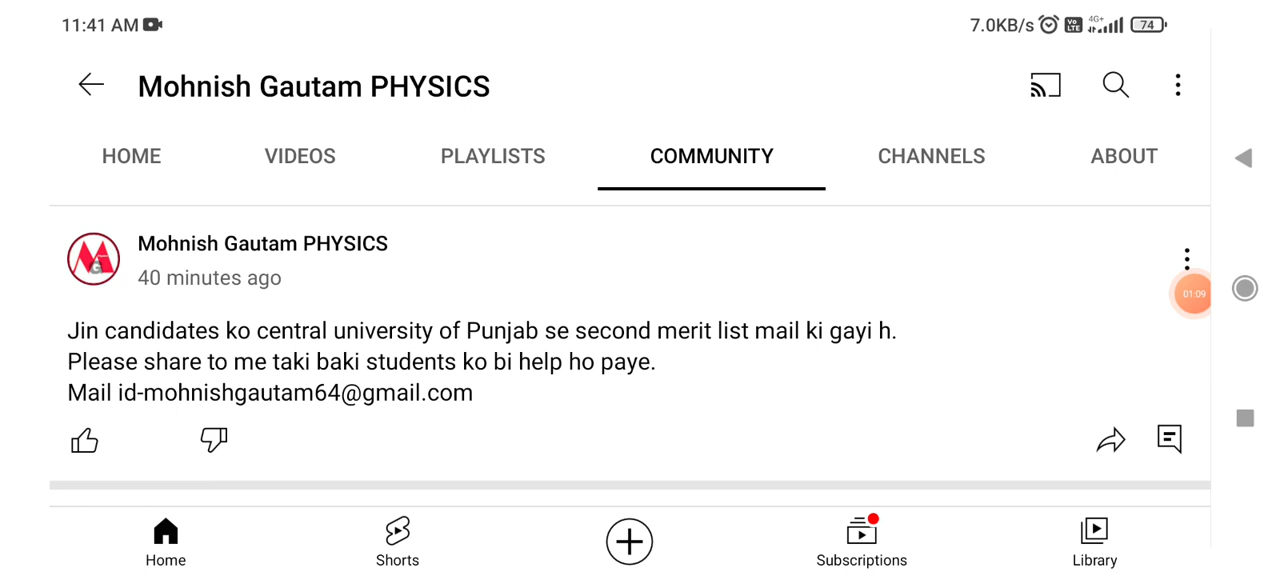 11:41 AM 7.0KB/s VoLTE 4G+ 74
Mohnish Gautam PHYSICS
HOME VIDEOS PLAYLISTS COMMUNITY CHANNELS ABOUT
Mohnish Gautam PHYSICS
40 minutes ago
01:09
Jin candidates ko central university of Punjab se second merit list mail ki gayi h.
Please share to me taki baki students ko bi help ho paye.
Mail id-mohnishgautam64@gmail.com
Home Shorts Subscriptions Library